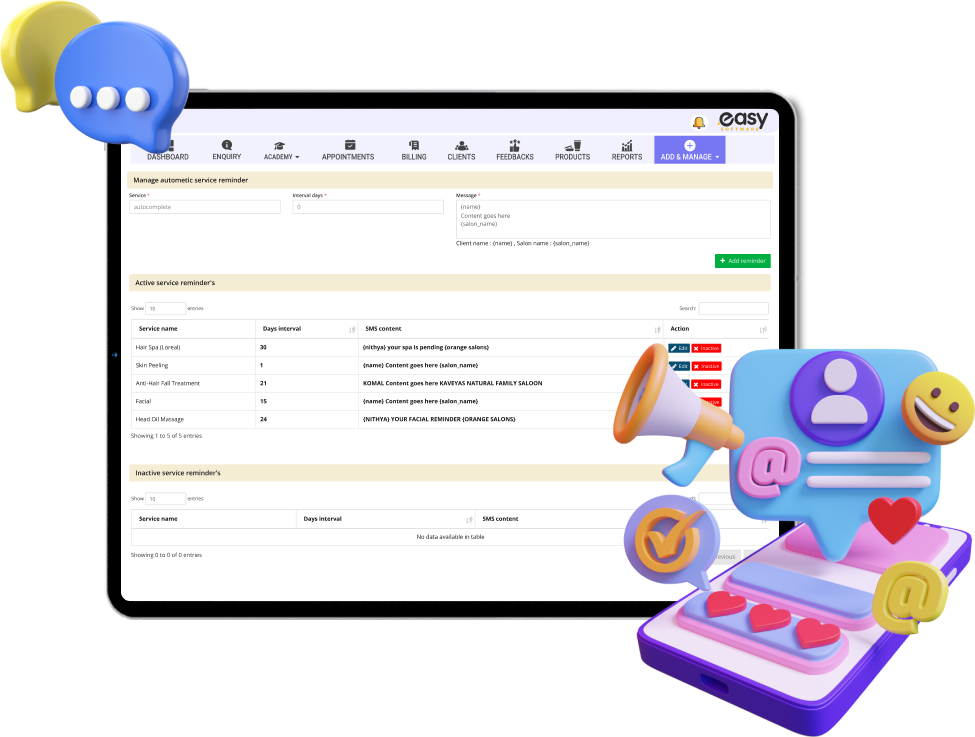 easy
SOFTWARE
DASHBOARD ENQUIRY ACADEMY APPOINTMENTS BILLING CLIENTS FEEDBACKS PRODUCTS REPORTS ADD & MANAGE
Manage autometic service reminder
Service * Interval days * Message *
autocomplete 0 {name}
Content goes here
{salon_name}
Client name : {name} , Salon name : {salon_name}
+ Add reminder
Active service reminder's
Show 10 entries Search:
Service name Days interval SMS content Action
Hair Spa (Loreal) 30 {nithya} your spa is pending {orange salons} Edit Inactive
Skin Peeling 1 {name} Content goes here {salon_name} Edit Inactive
Anti-Hair Fall Treatment 21 KOMAL Content goes here KAVEYAS NATURAL FAMILY SALOON Inactive
Facial 15 {name} Content goes here {salon_name}
Head Oil Massage 24 {NITHYA} YOUR FACIAL REMINDER {ORANGE SALONS}
Showing 1 to 5 of 5 entries
Inactive service reminder's
Show 10 entries
Service name Days interval SMS content
No data available in table
Showing 0 to 0 of 0 entries
@
@